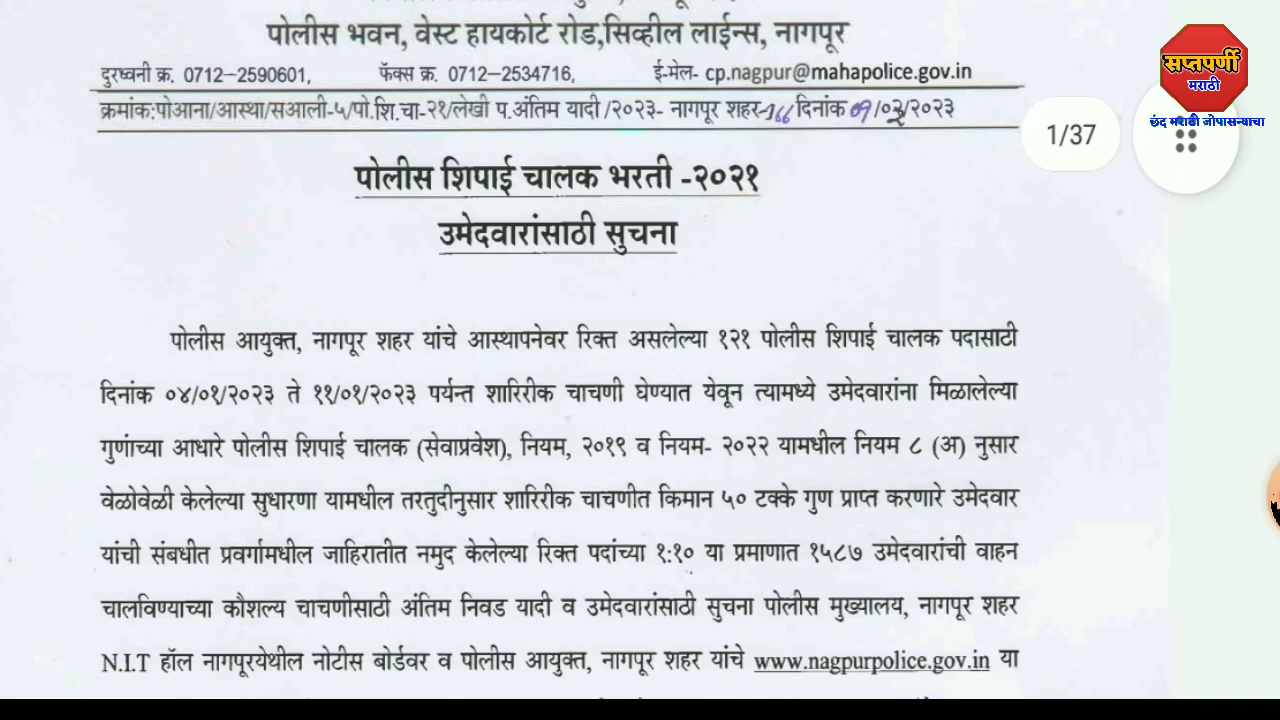 पोलीस भवन, वेस्ट हायकोर्ट रोड,सिव्हील लाईन्स, नागपूर
दुरध्वनी क्र. 0712–2590601, फॅक्स क्र. 0712–2534716, ई-मेल- cp.nagpur@mahapolice.gov.in
क्रमांक:पोआना/आस्था/सआली-५/पो.शि.चा-२१/लेखी प.अंतिम यादी /२०२३- नागपूर शहर- दिनांक /२०२३
पोलीस शिपाई चालक भरती -२०२१
उमेदवारांसाठी सुचना
पोलीस आयुक्त, नागपूर शहर यांचे आस्थापनेवर रिक्त असलेल्या १२१ पोलीस शिपाई चालक पदासाटी
दिनांक ०४/०१/२०२३ ते ११/०१/२०२३ पर्यन्त शारिरीक चाचणी घेण्यात येवून त्यामध्ये उमेदवारांना मिळालेल्या
गुणांच्या आधारे पोलीस शिपाई चालक (सेवाप्रवेश), नियम, २०१९ व नियम- २०२२ यामधील नियम ८ (अ) नुसार
वेळोवेळी केलेल्या सुधारणा यामधील तरतुदीनुसार शारिरीक चाचणीत किमान ५० टक्के गुण प्राप्त करणारे उमेदवार
यांची संबधीत प्रवर्गामधील जाहिरातीत नमुद केलेल्या रिक्त पदांच्या १:१० या प्रमाणात १५८७ उमेदवारांची वाहन
चालविण्याच्या कौशल्य चाचणीसाठी अंतिम निवड यादी व उमेदवारांसाठी सुचना पोलीस मुख्यालय, नागपूर शहर
N.I.T हॉल नागपूरयेथील नोटीस बोर्डवर व पोलीस आयुक्त, नागपूर शहर यांचे www.nagpurpolice.gov.in या
1/37
सप्तपर्णी
मराठी
छंद मराठी जोपासन्याचा